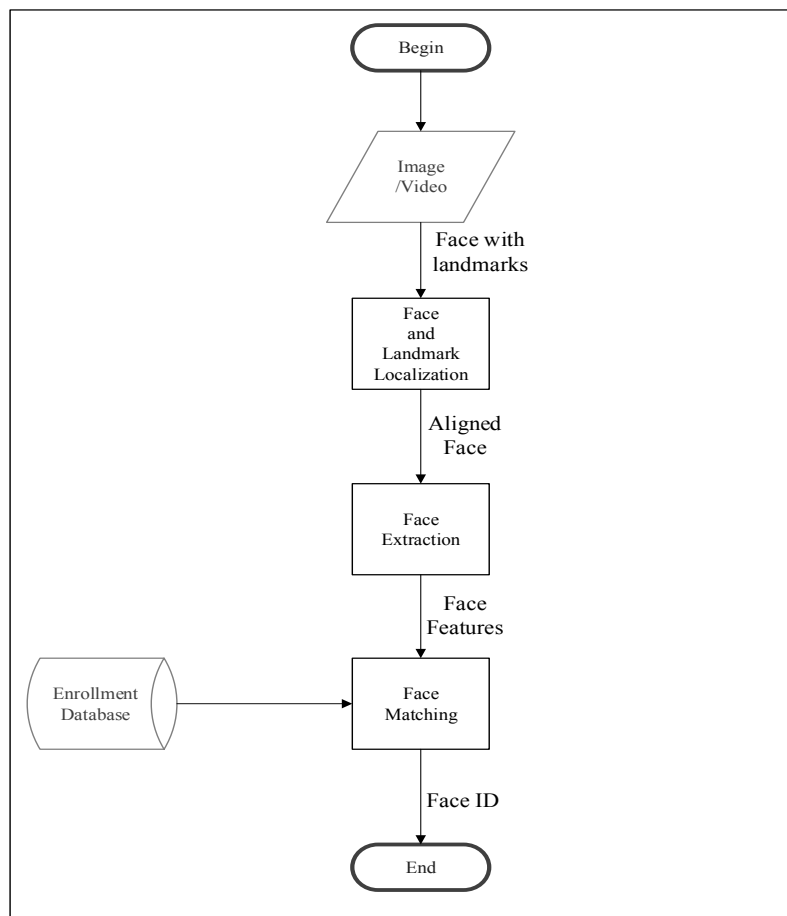 Begin
Image
/Video
Face with
landmarks
Face
and
Landmark
Localization
Aligned
Face
Face
Extraction
Face
Features
Enrollment
Database
Face
Matching
Face ID
End